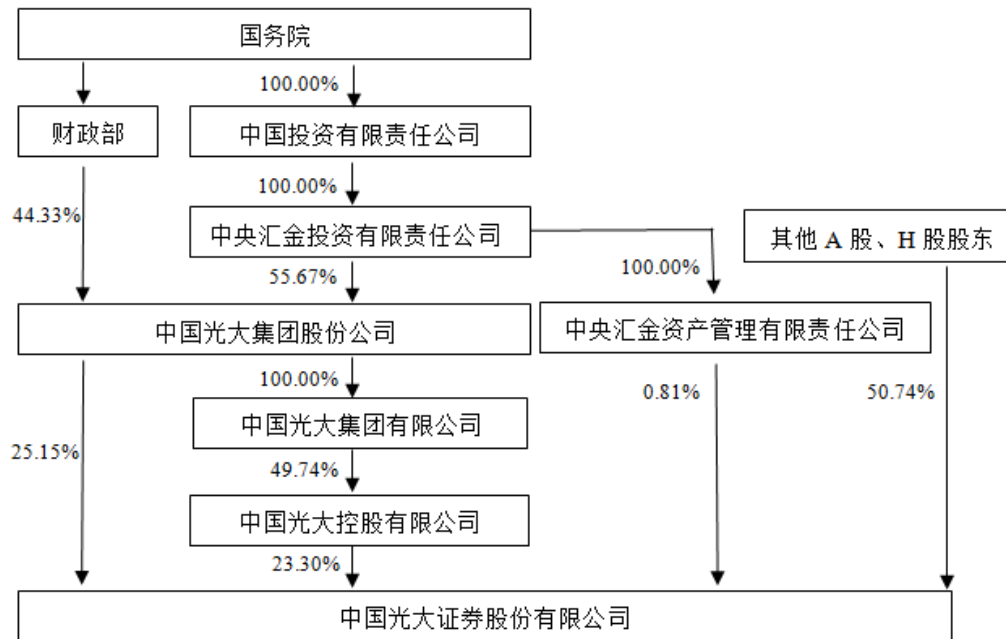 国务院
100.00%
财政部
中国投资有限责任公司
100.00%
44.33%
中央汇金投资有限责任公司
其他 A 股、H 股股东
55.67%
100.00%
中国光大集团股份公司
中央汇金资产管理有限责任公司
100.00%
0.81%
50.74%
中国光大集团有限公司
25.15%
49.74%
中国光大控股有限公司
23.30%
中国光大证券股份有限公司